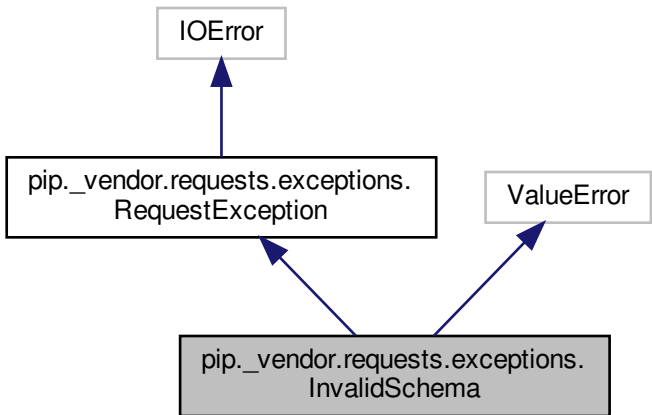 IOError
pip._vendor.requests.exceptions.
RequestException
ValueError
pip._vendor.requests.exceptions.
InvalidSchema